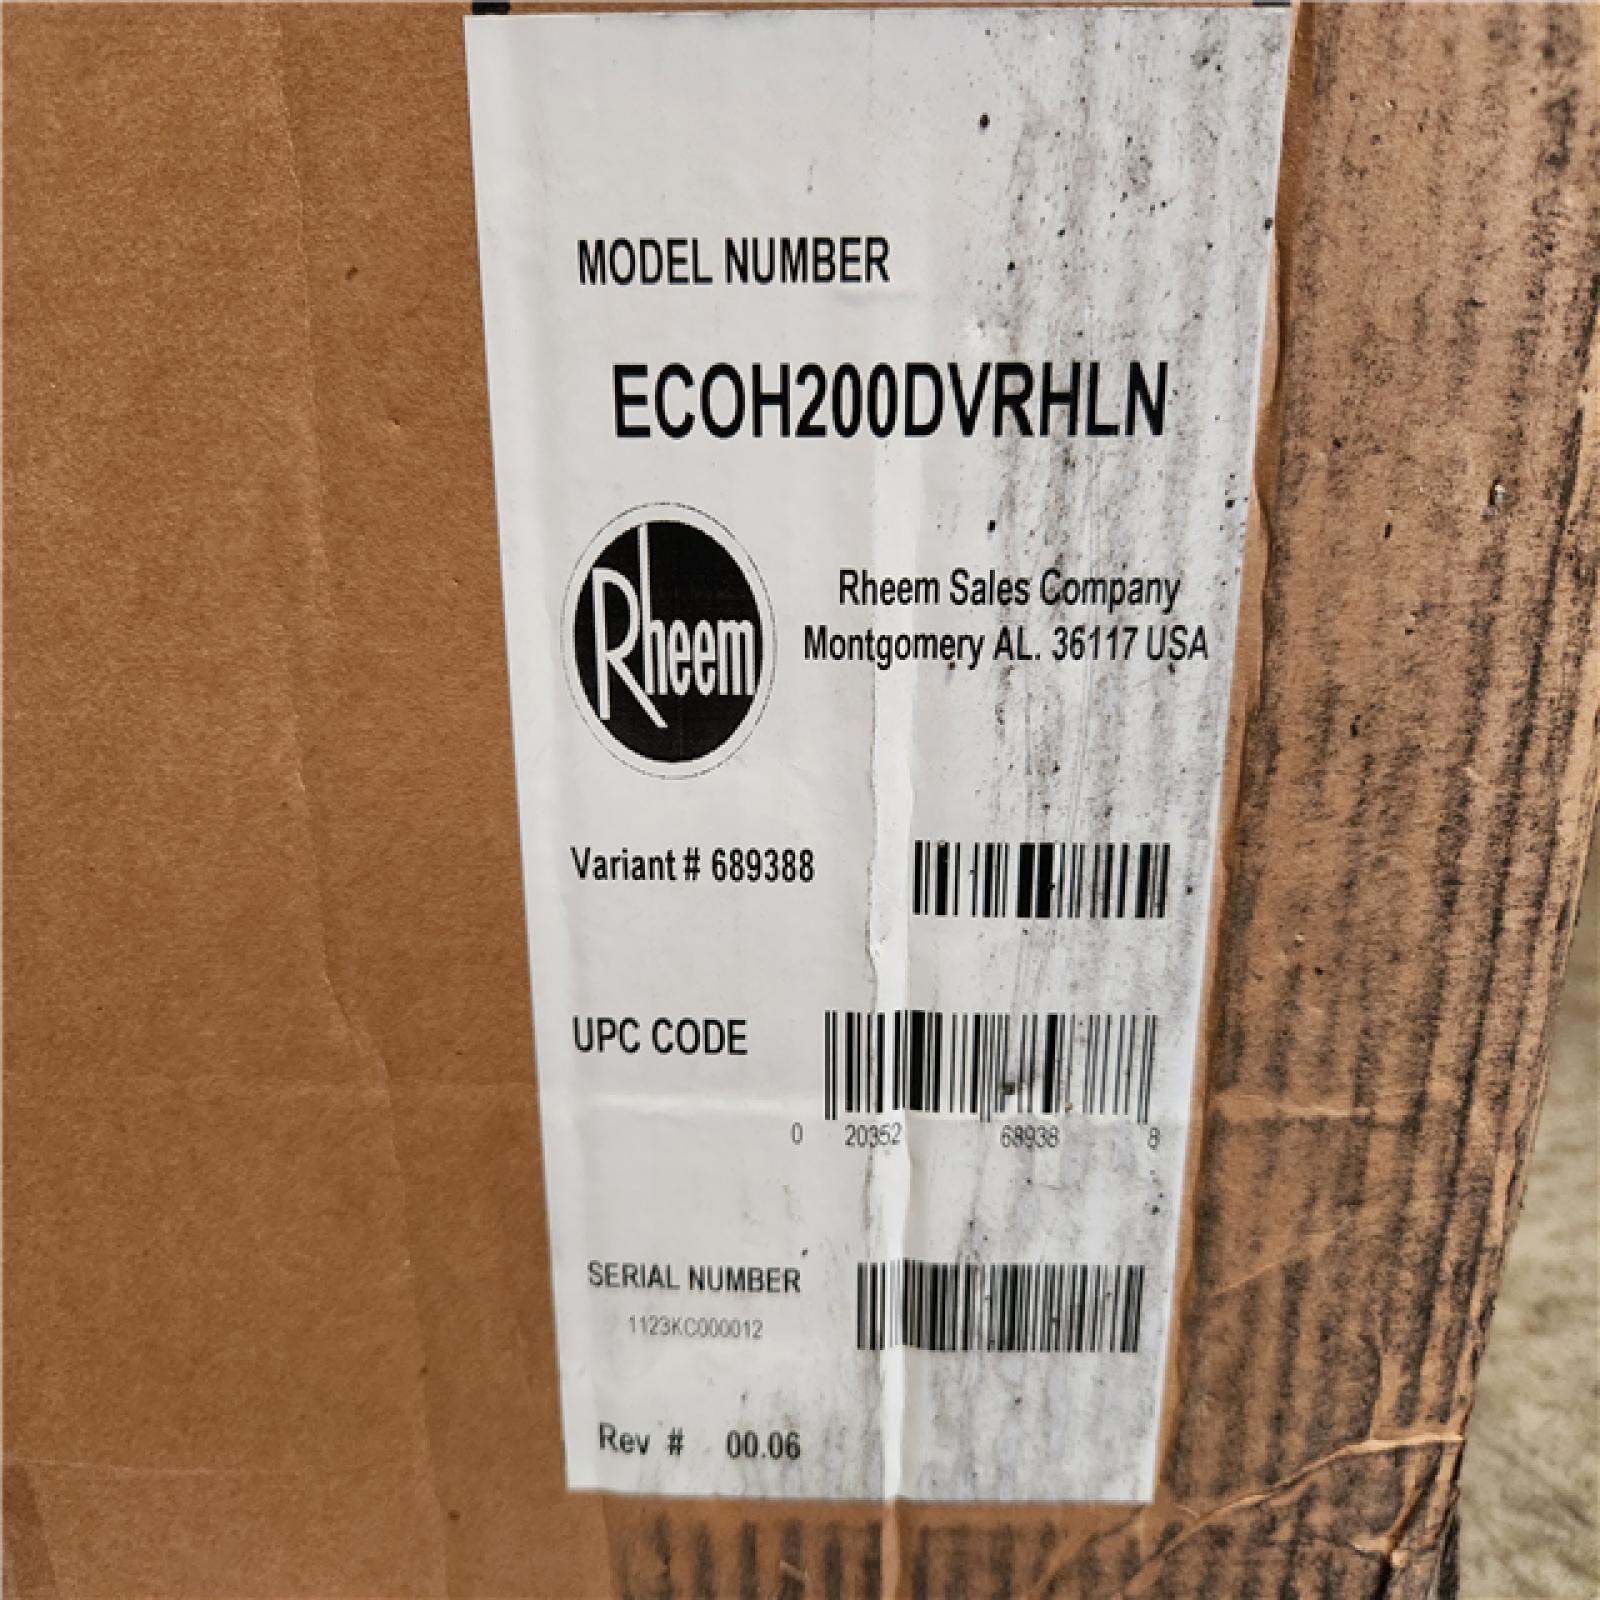 MODEL NUMBER
ECOH200DVRHLN
Rheem
Rheem Sales Company
Montgomery AL. 36117 USA
Variant # 689388
UPC CODE
0 20352 68938 8
SERIAL NUMBER
1123KC000012
Rev # 00.06